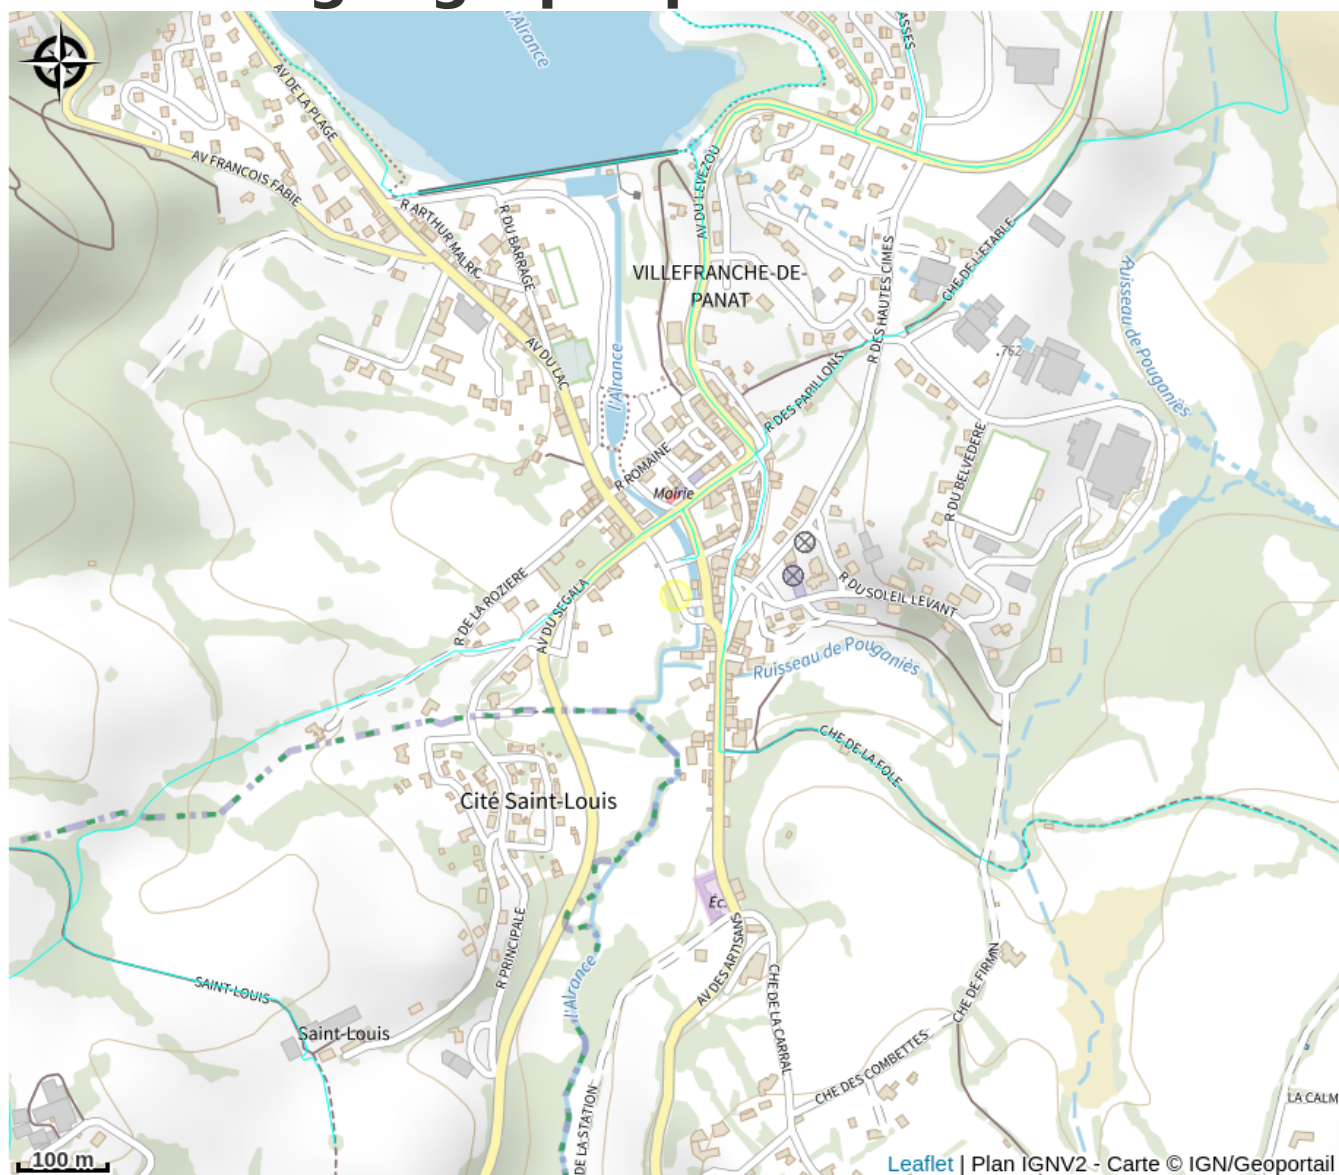 l'Alrance
ASSES
AV DE LA PLAGE
AV FRANCOIS FABIE
R ARTHUR MALRIC
R DU BARRAGE
AV DU LEVEZOU
VILLEFRANCHE-DE-
PANAT
R DES HAUTES CIMES
CHE DE L'ETABLE
Ruisseau de Pouganiès
.762
AV DU LAC
l'Alrance
R DES PAPILLONS
R ROMAINE
Mairie
R DU BELVEDERE
R DE LA ROZIERE
AV DU SEGALA
R DU SOLEIL LEVANT
Ruisseau de Pouganiès
CHE DE LA FOLE
Cité Saint-Louis
Éc.
R PRINCIPALE
AV DES ARTISANS
l'Alrance
CHE DE LA CARRAL
CHE DE FIRMIN
SAINT-LOUIS
Saint-Louis
CHE DES COMBETTES
DE LA STATION
LA CALM
100 m
Leaflet | Plan IGNV2 - Carte © IGN/Geoportail